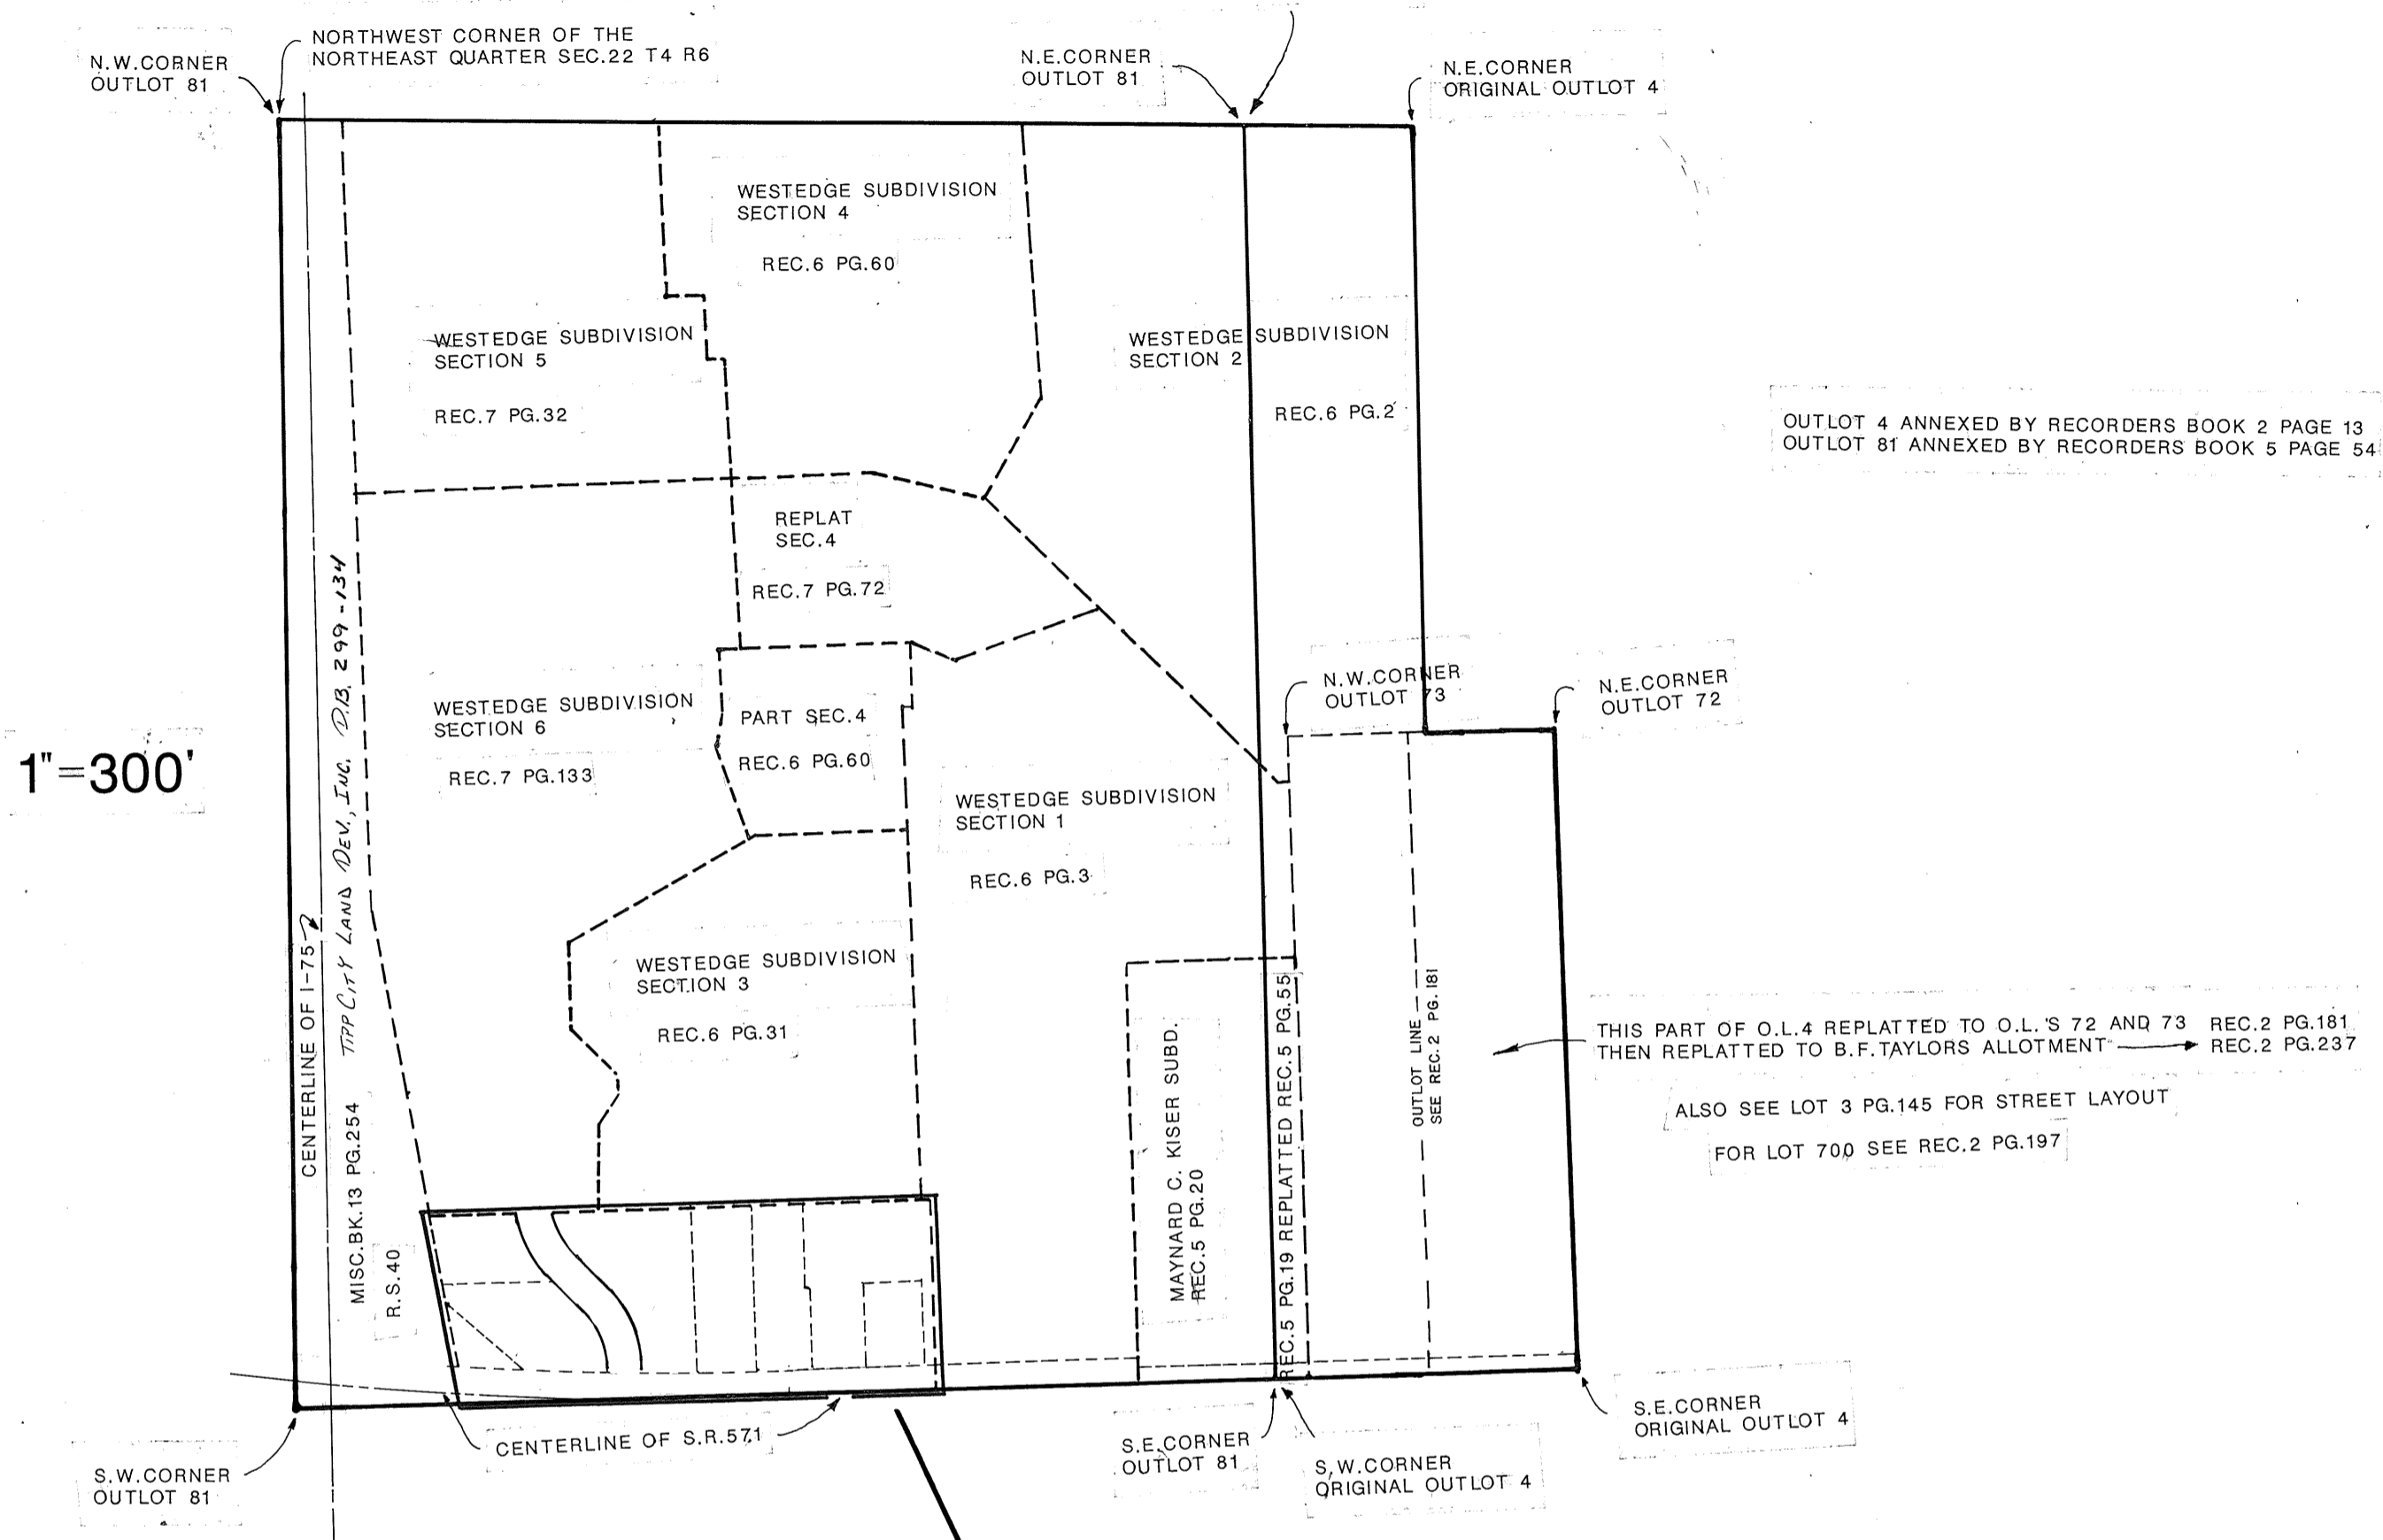 NORTHWEST CORNER OF THE
NORTHEAST QUARTER SEC.22 T4 R6
N.W.CORNER
OUTLOT 81
N.E.CORNER
OUTLOT 81
N.E.CORNER
ORIGINAL OUTLOT 4
WESTEDGE SUBDIVISION
SECTION 4
REC.6 PG.60
WESTEDGE SUBDIVISION
SECTION 5
REC.7 PG.32
WESTEDGE SUBDIVISION
SECTION 2
REC.6 PG.2
OUTLOT 4 ANNEXED BY RECORDERS BOOK 2 PAGE 13
OUTLOT 81 ANNEXED BY RECORDERS BOOK 5 PAGE 54
REPLAT
SEC.4
REC.7 PG.72
N.W.CORNER
OUTLOT 73
N.E.CORNER
OUTLOT 72
WESTEDGE SUBDIVISION
SECTION 6
REC.7 PG.133
PART SEC.4
REC.6 PG.60
1"=300'
WESTEDGE SUBDIVISION
SECTION 1
REC.6 PG.3
WESTEDGE SUBDIVISION
SECTION 3
REC.6 PG.31
CENTERLINE OF I-75
TIPP CITY LAND DEV., INC. D.B. 299-134
MISC.BK.13 PG.254
R.S.40
MAYNARD C. KISER SUBD.
REC.5 PG.20
REC.5 PG.19 REPLATTED REC.5 PG.55
OUTLOT LINE
SEE REC.2 PG.181
THIS PART OF O.L.4 REPLATTED TO O.L.'S 72 AND 73 REC.2 PG.181
THEN REPLATTED TO B.F.TAYLORS ALLOTMENT REC.2 PG.237
ALSO SEE LOT 3 PG.145 FOR STREET LAYOUT
FOR LOT 700 SEE REC.2 PG.197
CENTERLINE OF S.R.571
S.W.CORNER
OUTLOT 81
S.E.CORNER
OUTLOT 81
S.W.CORNER
ORIGINAL OUTLOT 4
S.E.CORNER
ORIGINAL OUTLOT 4